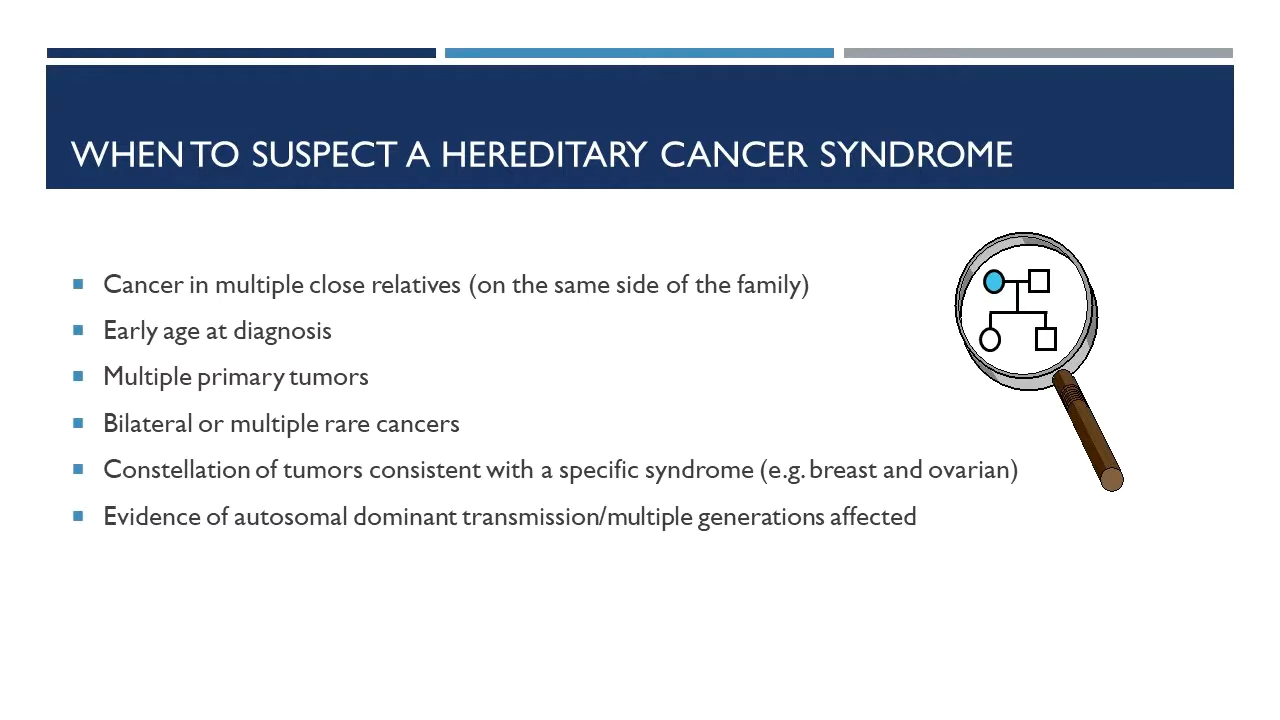 WHEN TO SUSPECT A HEREDITARY CANCER SYNDROME
Cancer in multiple close relatives (on the same side of the family)
Early age at diagnosis
Multiple primary tumors
Bilateral or multiple rare cancers
Constellation of tumors consistent with a specific syndrome (e.g. breast and ovarian)
Evidence of autosomal dominant transmission/multiple generations affected